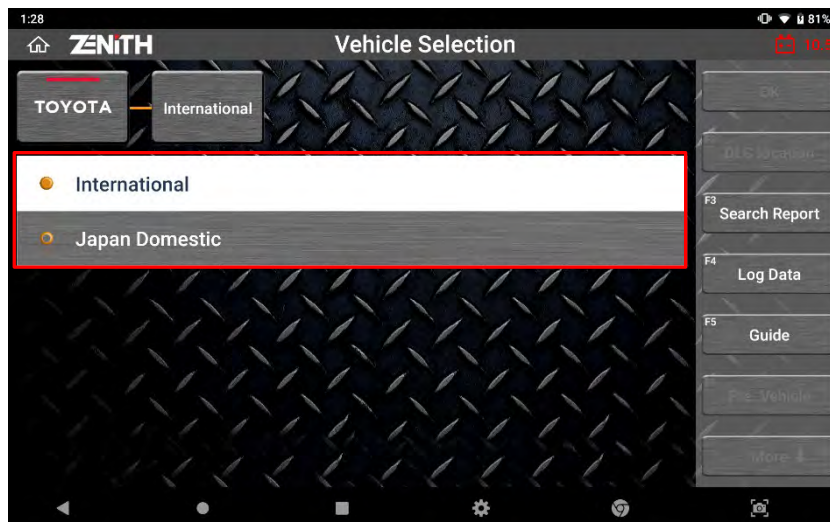 1:28
81%
ZENITH
Vehicle Selection
TOYOTA
International
OK
DLC location
International
F3
Search Report
Japan Domestic
F4
Log Data
F5
Guide
Pre. Vehicle
More